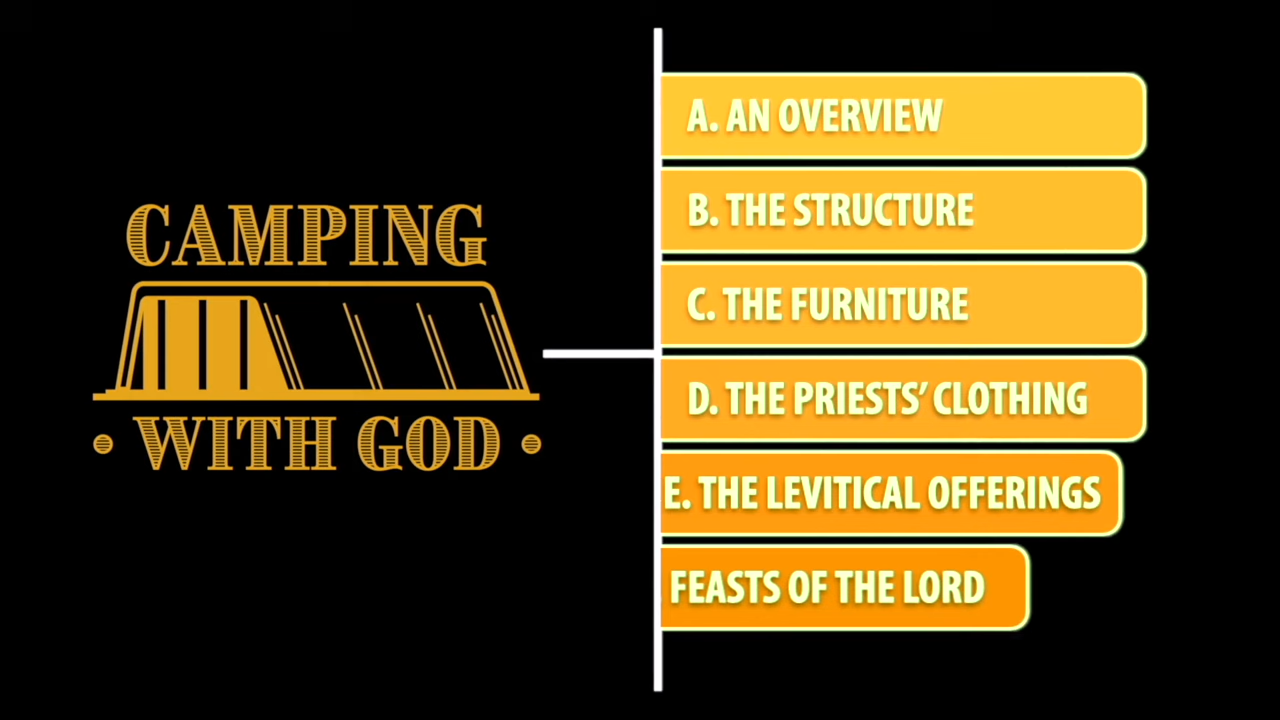 CAMPING
WITH GOD
A. AN OVERVIEW
B. THE STRUCTURE
C. THE FURNITURE
D. THE PRIESTS’ CLOTHING
E. THE LEVITICAL OFFERINGS
FEASTS OF THE LORD